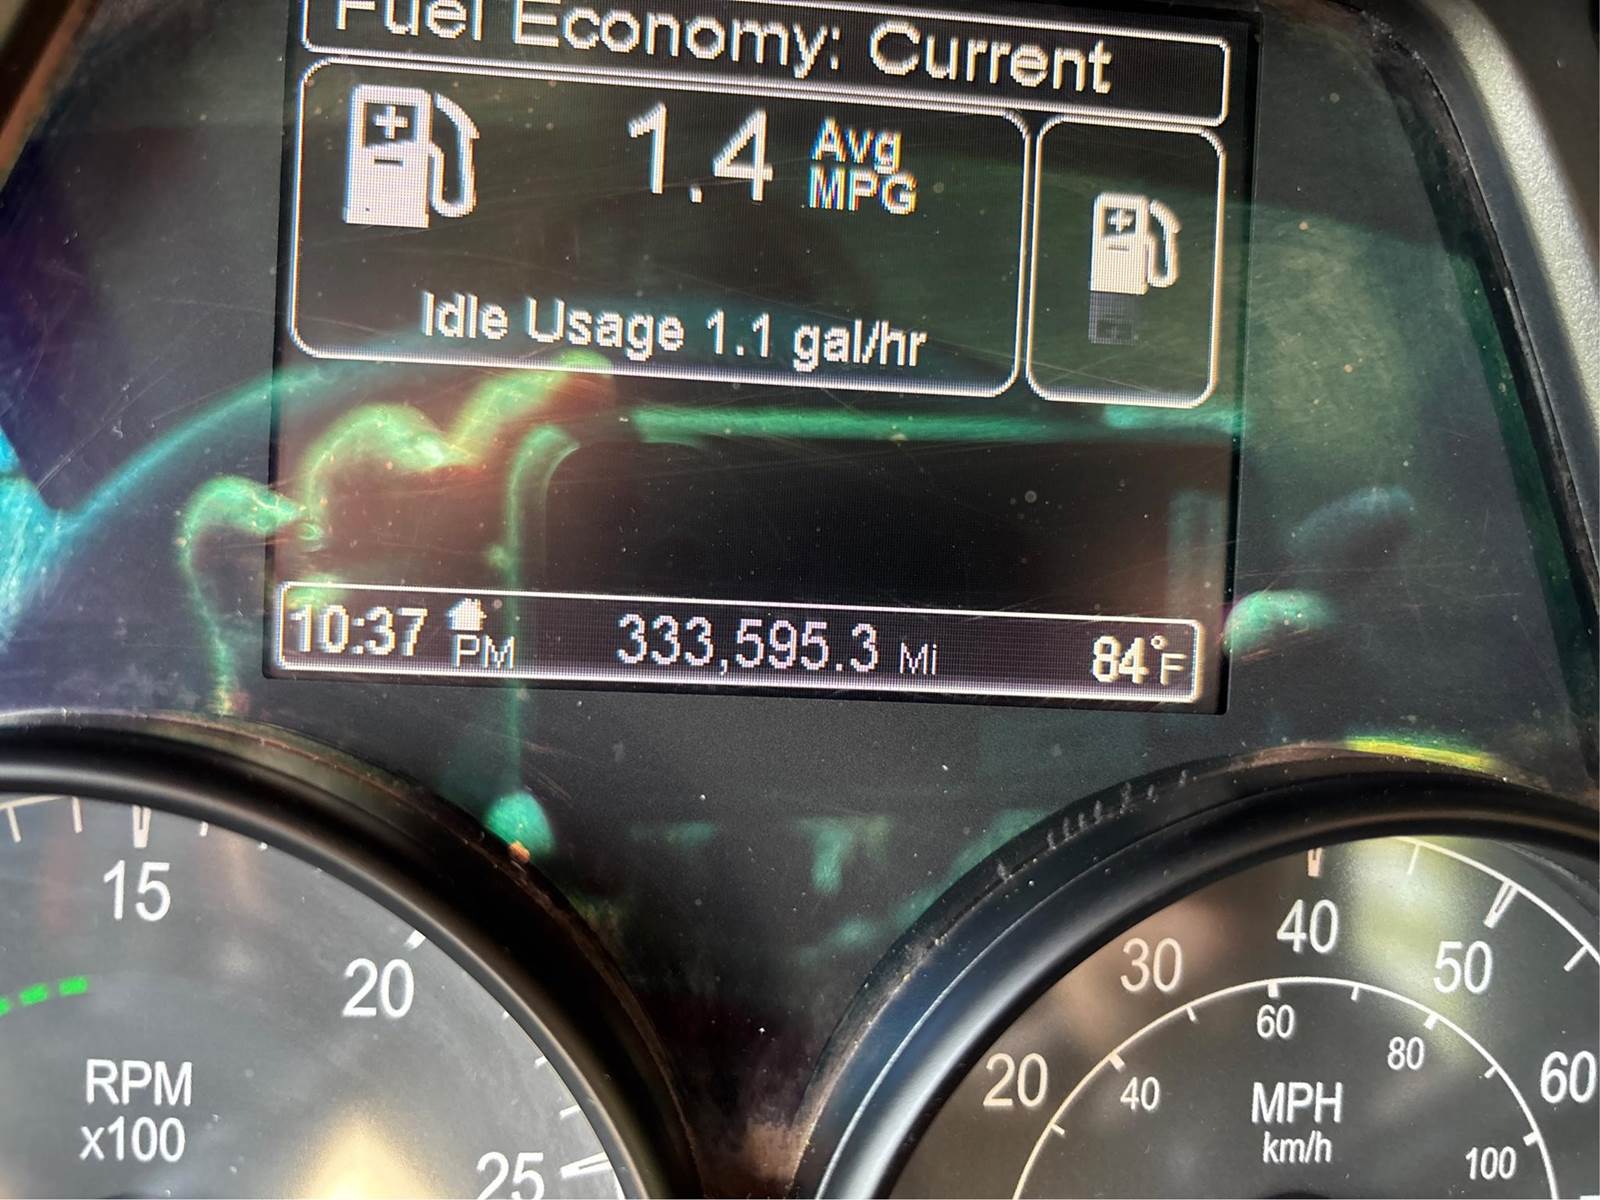 Fuel Economy: Current
1.4 Avg MPG
Idle Usage 1.1 gal/hr
10:37 PM 333,595.3 Mi 84°F
15
20
25
RPM
x100
20 30 40 50 60
40 60 80 100
MPH
km/h